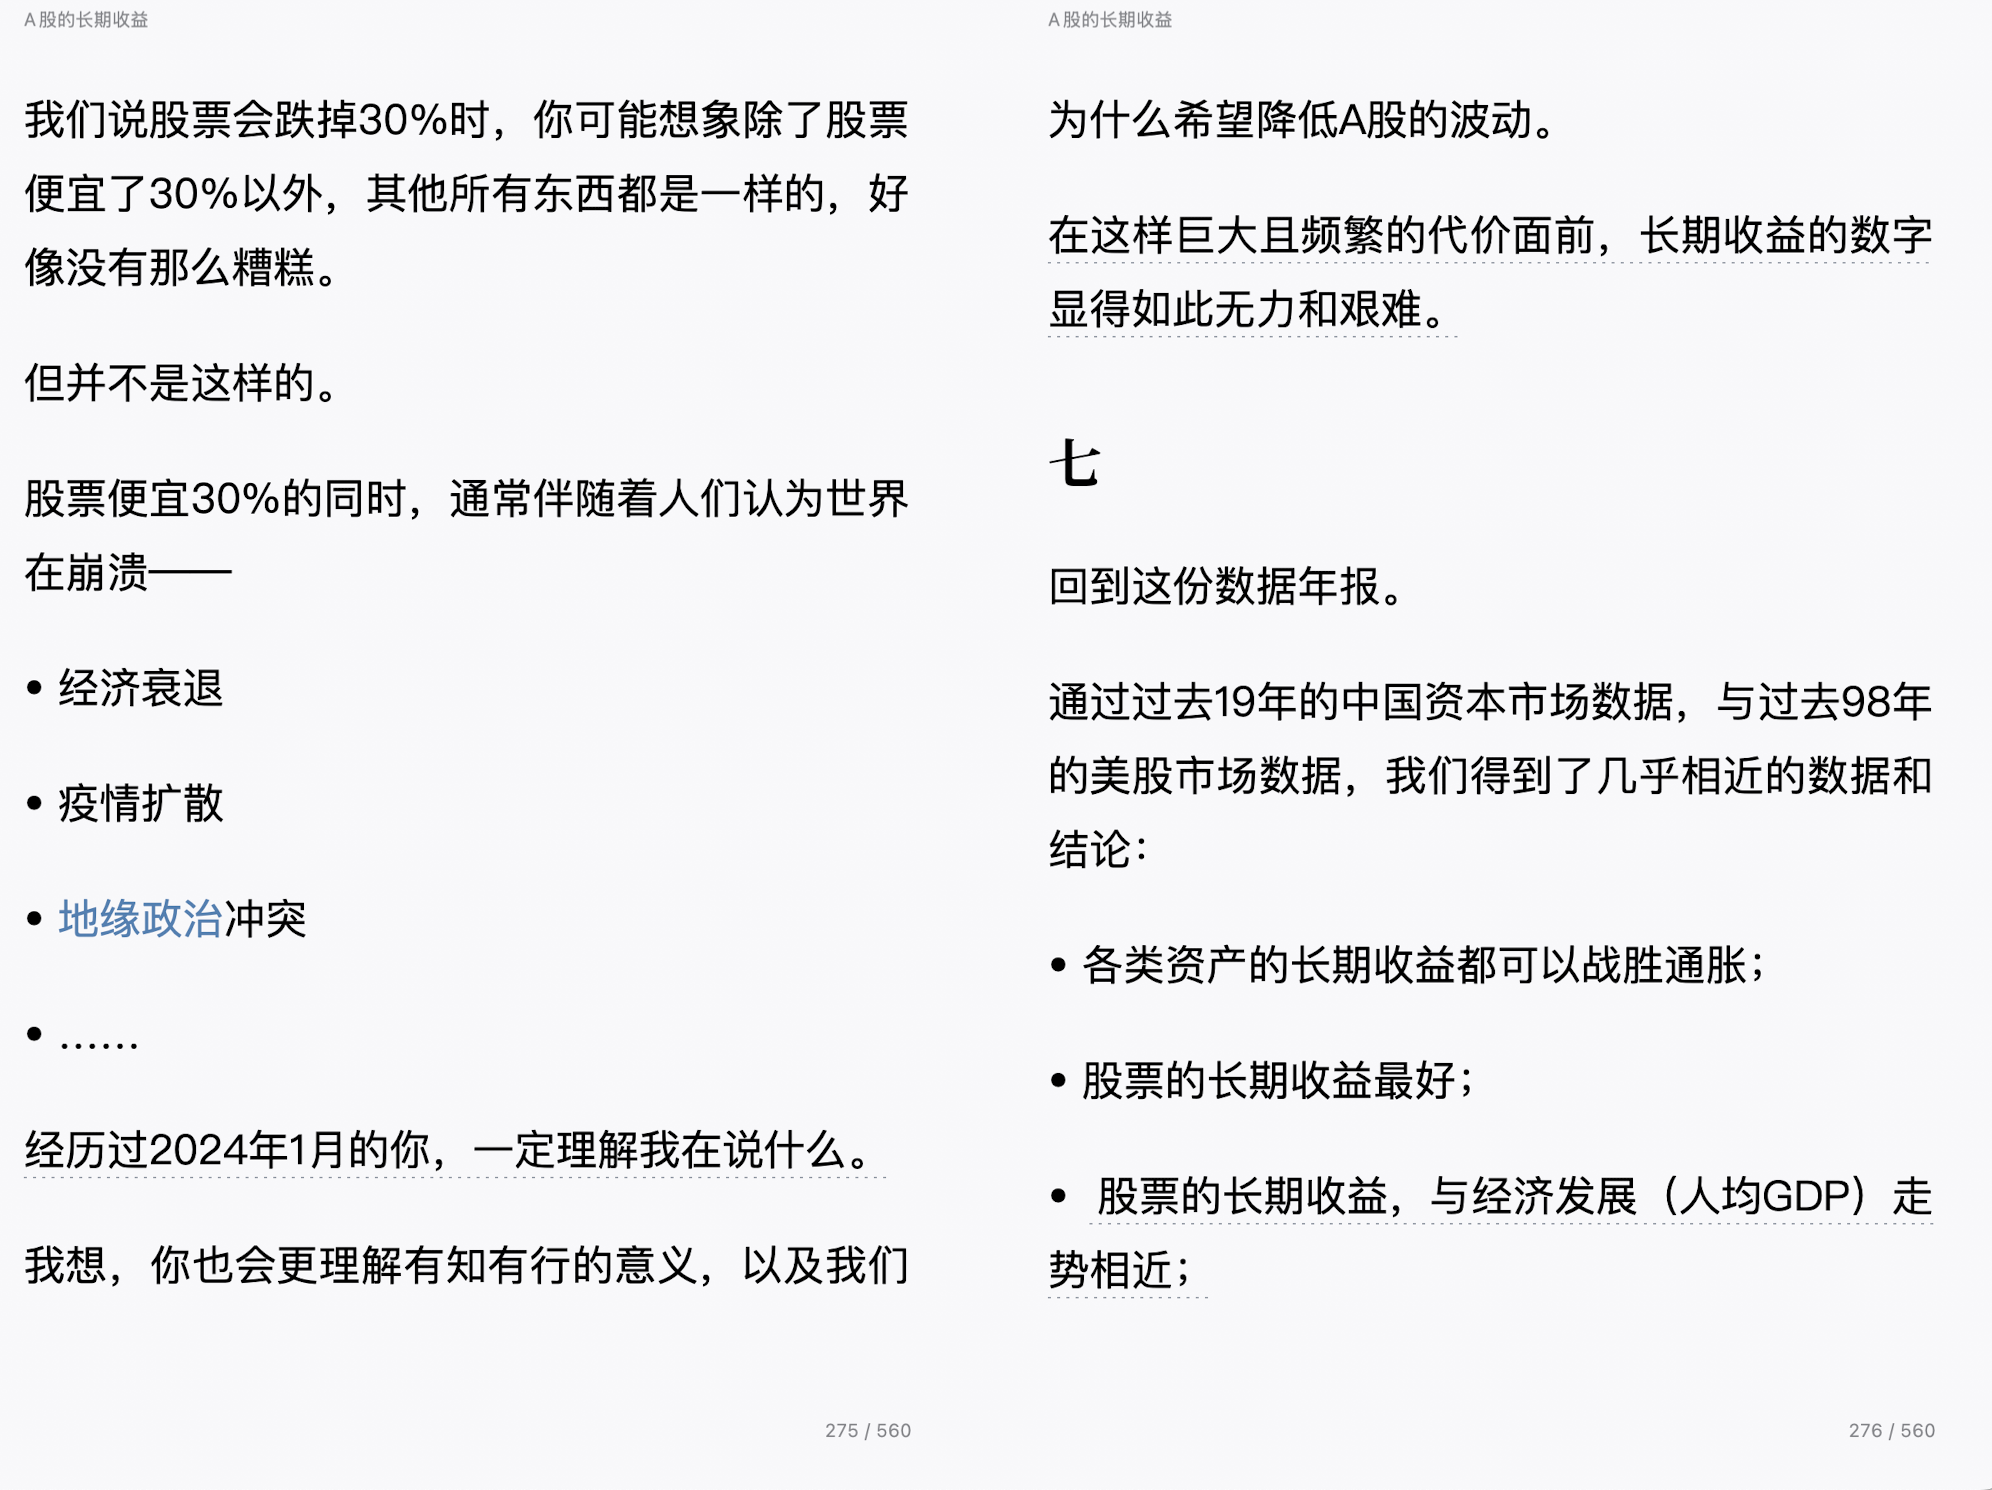 A股的长期收益
我们说股票会跌掉30%时，你可能想象除了股票
便宜了30%以外，其他所有东西都是一样的，好
像没有那么糟糕。
但并不是这样的。
股票便宜30%的同时，通常伴随着人们认为世界
在崩溃——
• 经济衰退
• 疫情扩散
• 地缘政治冲突
• ……
经历过2024年1月的你，一定理解我在说什么。
我想，你也会更理解有知有行的意义，以及我们
275 / 560
A股的长期收益
为什么希望降低A股的波动。
在这样巨大且频繁的代价面前，长期收益的数字
显得如此无力和艰难。
七
回到这份数据年报。
通过过去19年的中国资本市场数据，与过去98年
的美股市场数据，我们得到了几乎相近的数据和
结论：
• 各类资产的长期收益都可以战胜通胀；
• 股票的长期收益最好；
• 股票的长期收益，与经济发展（人均GDP）走
势相近；
276 / 560